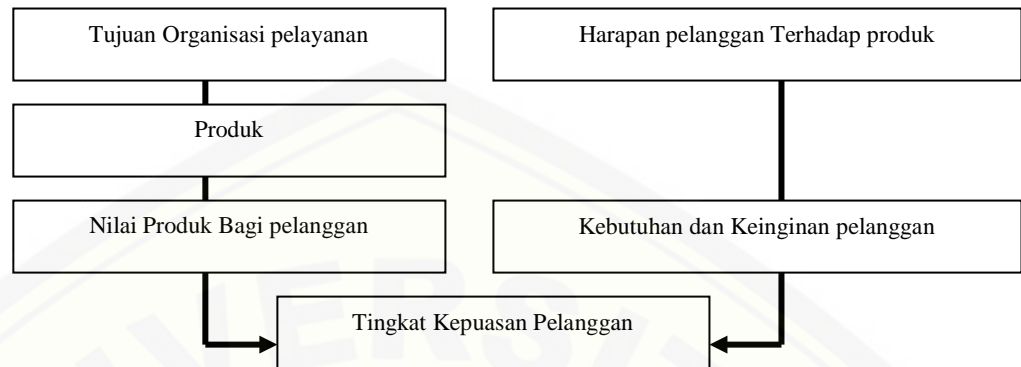 Tujuan Organisasi pelayanan
Harapan pelanggan Terhadap produk
Produk
Nilai Produk Bagi pelanggan
Kebutuhan dan Keinginan pelanggan
Tingkat Kepuasan Pelanggan